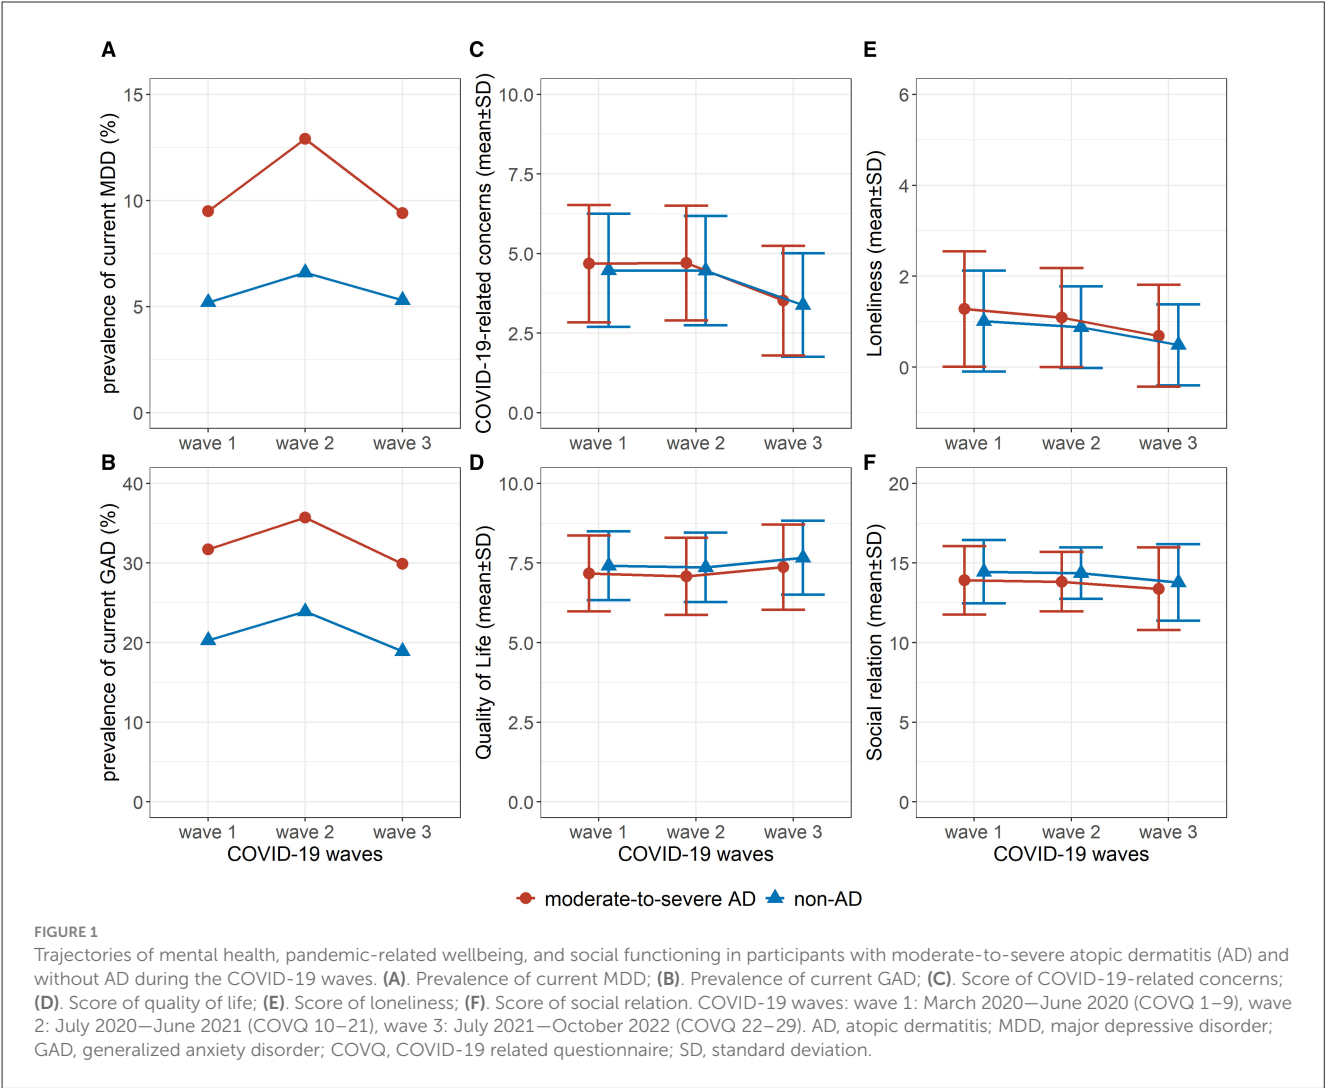 A
prevalence of current MDD (%)
15
10
5
0
wave 1 wave 2 wave 3
C
COVID-19-related concerns (mean±SD)
10.0
7.5
5.0
2.5
0.0
wave 1 wave 2 wave 3
E
Loneliness (mean±SD)
6
4
2
0
wave 1 wave 2 wave 3
B
prevalence of current GAD (%)
40
30
20
10
0
wave 1 wave 2 wave 3
COVID-19 waves
D
Quality of Life (mean±SD)
10.0
7.5
5.0
2.5
0.0
wave 1 wave 2 wave 3
COVID-19 waves
F
Social relation (mean±SD)
20
15
10
5
0
wave 1 wave 2 wave 3
COVID-19 waves
moderate-to-severe AD non-AD
FIGURE 1
Trajectories of mental health, pandemic-related wellbeing, and social functioning in participants with moderate-to-severe atopic dermatitis (AD) and
without AD during the COVID-19 waves. (A). Prevalence of current MDD; (B). Prevalence of current GAD; (C). Score of COVID-19-related concerns;
(D). Score of quality of life; (E). Score of loneliness; (F). Score of social relation. COVID-19 waves: wave 1: March 2020—June 2020 (COVQ 1–9), wave
2: July 2020—June 2021 (COVQ 10–21), wave 3: July 2021—October 2022 (COVQ 22–29). AD, atopic dermatitis; MDD, major depressive disorder;
GAD, generalized anxiety disorder; COVQ, COVID-19 related questionnaire; SD, standard deviation.